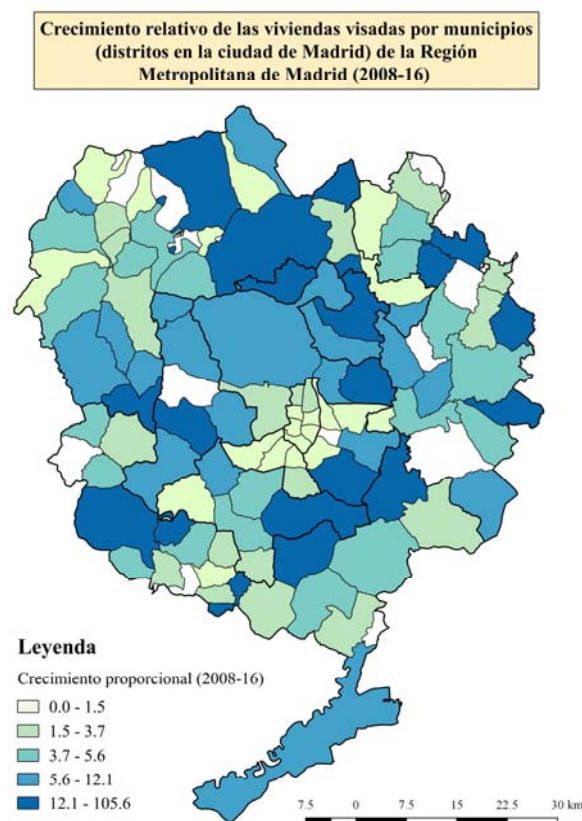 Crecimiento relativo de las viviendas visadas por municipios
(distritos en la ciudad de Madrid) de la Región
Metropolitana de Madrid (2008-16)
Leyenda
Crecimiento proporcional (2008-16)
0.0 - 1.5
1.5 - 3.7
3.7 - 5.6
5.6 - 12.1
12.1 - 105.6
7.5 0 7.5 15 22.5 30 km